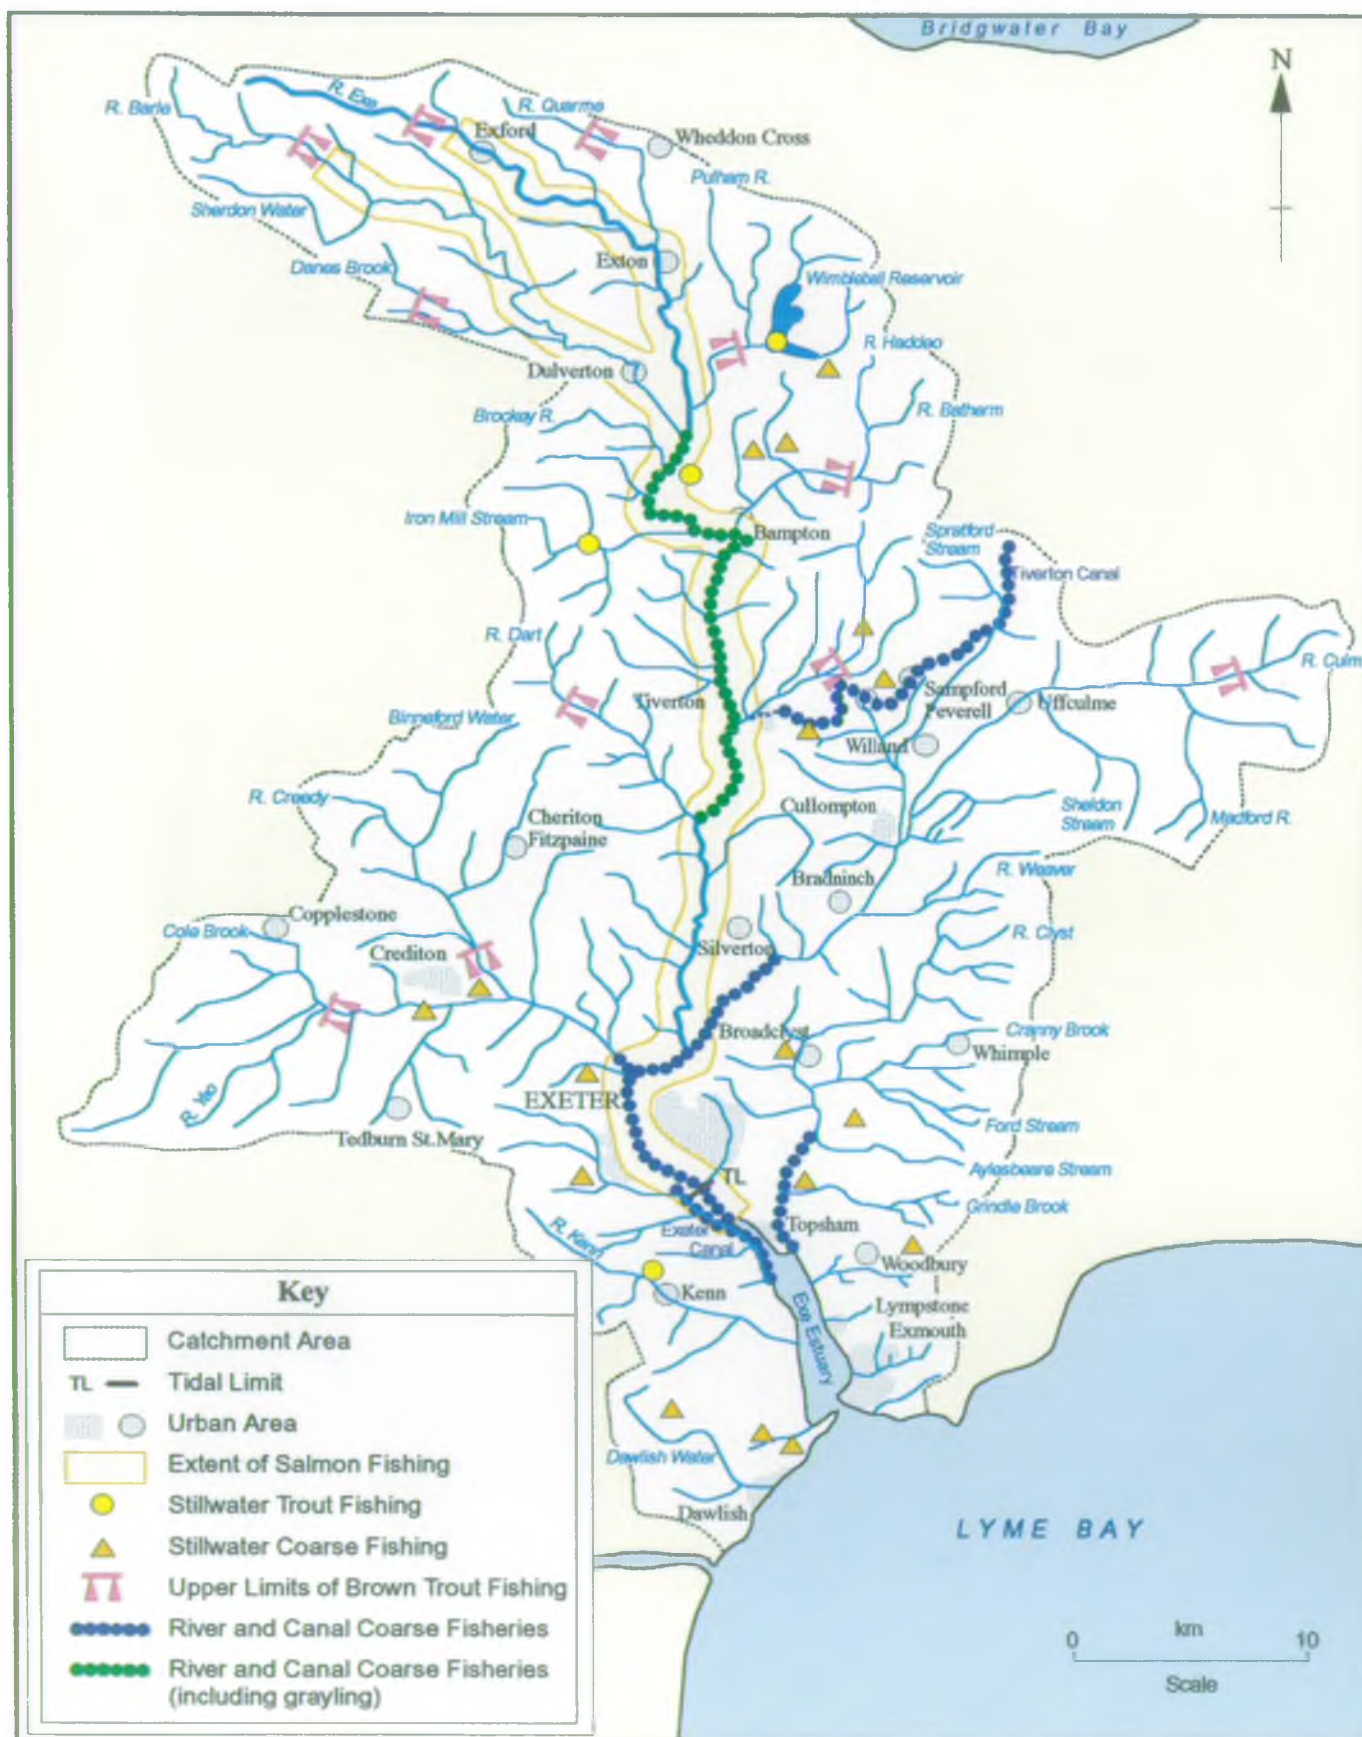 Bridgwater Bay
N
R. Exe
R. Barle
R. Quarme
Exford
Wheddon Cross
Pulham R.
Sherdon Water
Danes Brook
Exton
Wimbleball Reservoir
R. Haddeo
Dulverton
Brockey R.
R. Batherm
Iron Mill Stream
Bampton
Spratford
Stream
Tiverton Canal
R. Dart
R. Culm
Tiverton
Sampford
Peverell
Uffculme
Binneford Water
Willand
R. Creedy
Cheriton
Fitzpaine
Cullompton
Sheldon
Stream
Madford R.
Bradninch
R. Weaver
Copplestone
Cole Brook
Crediton
Silverton
R. Clyst
Broadclyst
Cranny Brook
Whimple
R. Yeo
EXETER
Tedburn St.Mary
Ford Stream
Aylesbeare Stream
TL
Grindle Brook
R. Kenn
Exeter
Canal
Topsham
Woodbury
Kenn
Exe Estuary
Lympstone
Exmouth
Dawlish Water
Dawlish
LYME BAY
km
0 10
Scale
Key
Catchment Area
TL Tidal Limit
Urban Area
Extent of Salmon Fishing
Stillwater Trout Fishing
Stillwater Coarse Fishing
Upper Limits of Brown Trout Fishing
River and Canal Coarse Fisheries
River and Canal Coarse Fisheries
(including grayling)